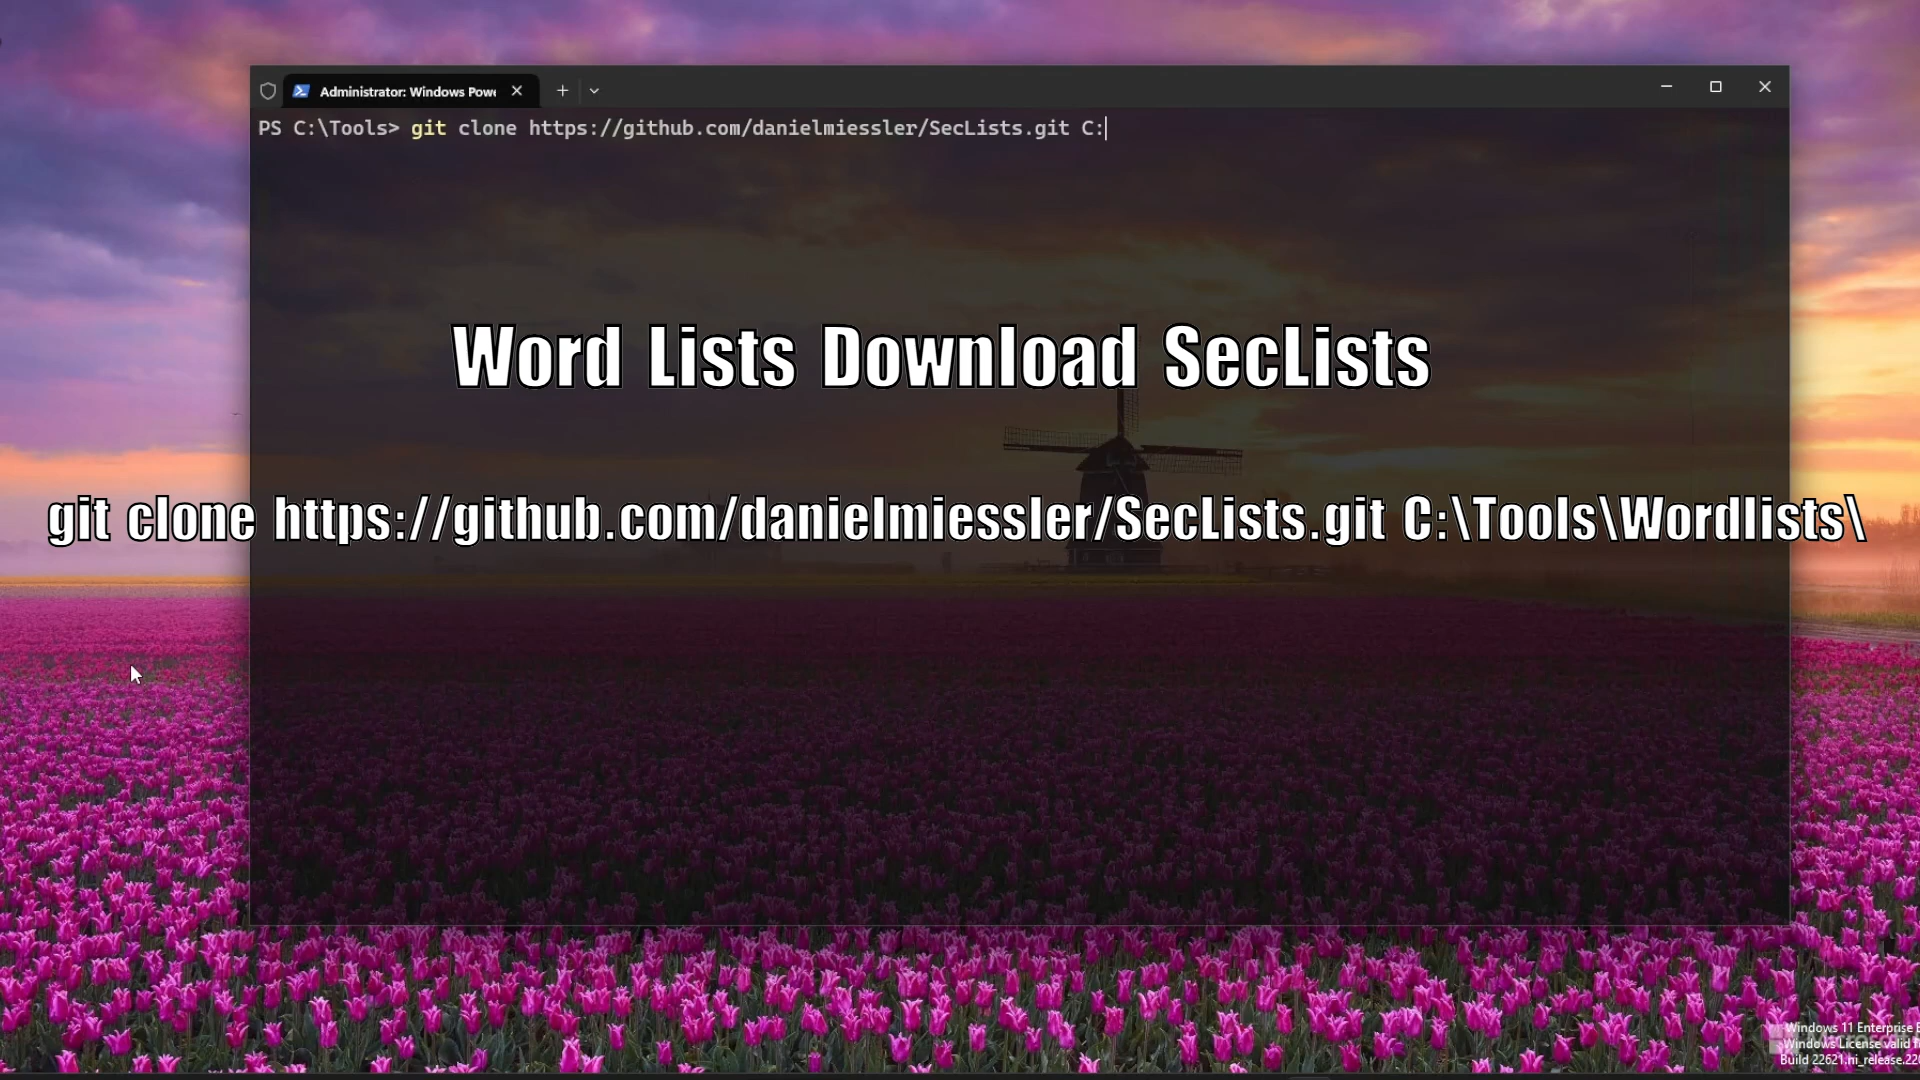 Administrator: Windows Powe
PS C:\Tools> git clone https://github.com/danielmiessler/SecLists.git C:
Word Lists Download SecLists
git clone https://github.com/danielmiessler/SecLists.git C:\Tools\Wordlists\
Windows 11 Enterprise E
Windows License valid f
Build 22621.ni_release.220